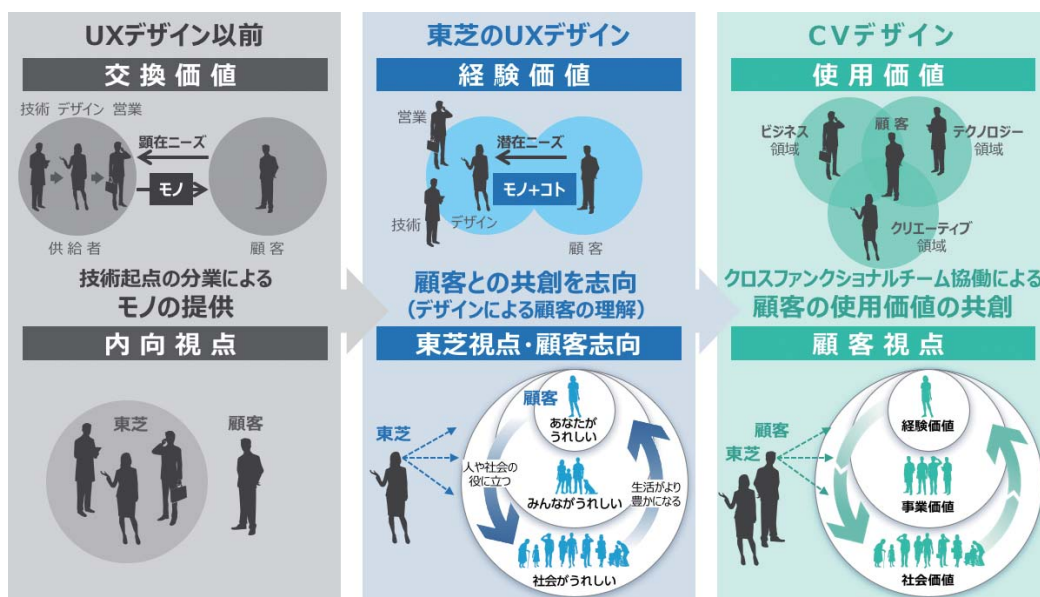 UXデザイン以前
交換価値
技術 デザイン 営業
顕在ニーズ
モノ
供給者
顧客
技術起点の分業による
モノの提供
内向視点
東芝
顧客
東芝のUXデザイン
経験価値
営業
潜在ニーズ
モノ+コト
技術
デザイン
顧客
顧客との共創を志向
(デザインによる顧客の理解)
東芝視点・顧客志向
顧客
あなたが
うれしい
東芝
人や社会の
役に立つ
みんながうれしい
生活がより
豊かになる
社会がうれしい
CVデザイン
使用価値
ビジネス
領域
顧客
テクノロジー
領域
クリエーティブ
領域
クロスファンクショナルチーム協働による
顧客の使用価値の共創
顧客視点
顧客
東芝
経験価値
事業価値
社会価値